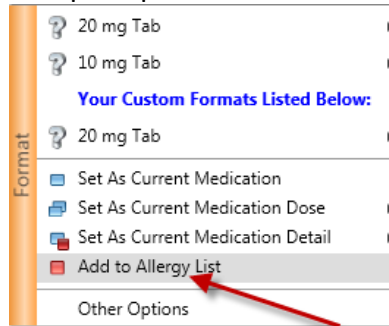 20 mg Tab
10 mg Tab
Your Custom Formats Listed Below:
20 mg Tab
Format
Set As Current Medication
Set As Current Medication Dose
Set As Current Medication Detail
Add to Allergy List
Other Options